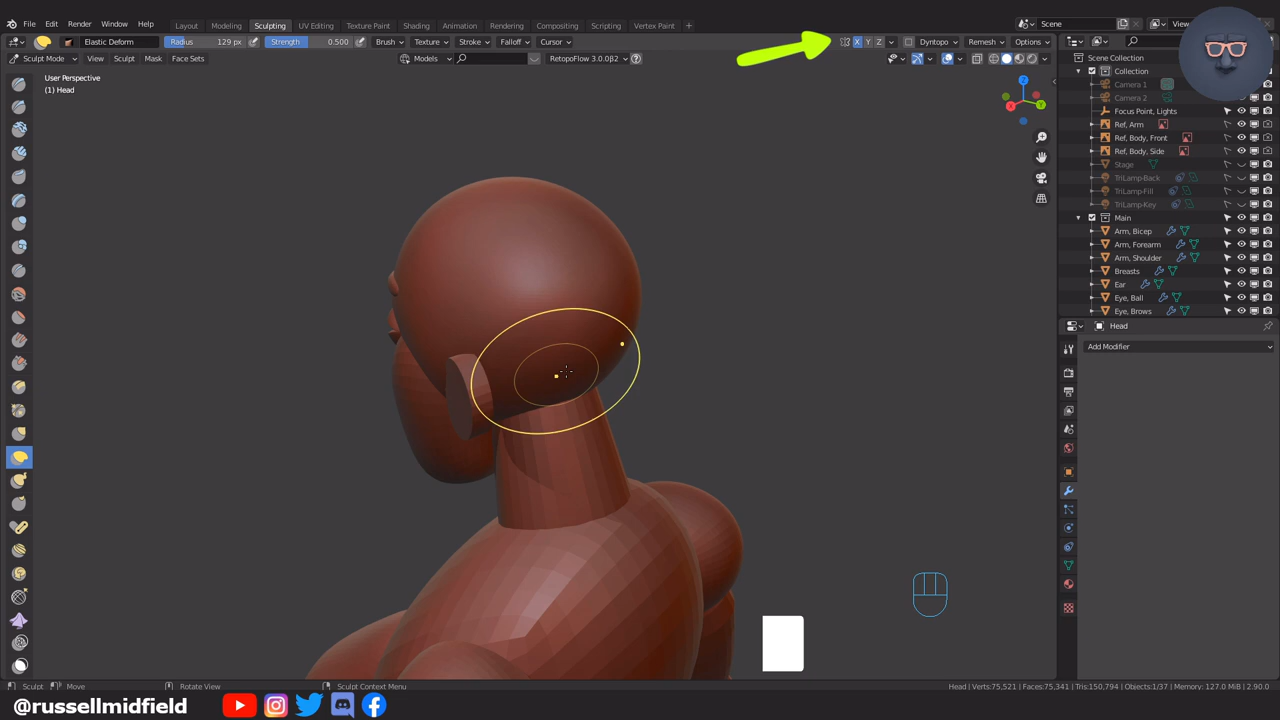 File Edit Render Window Help Layout Modeling Sculpting UV Editing Texture Paint Shading Animation Rendering Compositing Scripting Vertex Paint + Scene View
Elastic Deform Radius 129 px Strength 0.500 Brush Texture Stroke Falloff Cursor X Y Z Dyntopo Remesh Options
Sculpt Mode View Sculpt Mask Face Sets Models RetopoFlow 3.0.0β2 ?
User Perspective
(1) Head
Z
X
Y
Scene Collection
Collection
Camera 1
Camera 2
Focus Point, Lights
Ref, Arm
Ref, Body, Front
Ref, Body, Side
Stage
TriLamp-Back
TriLamp-Fill
TriLamp-Key
Main
Arm, Bicep
Arm, Forearm
Arm, Shoulder
Breasts
Ear
Eye, Ball
Eye, Brows
Head
Add Modifier
Sculpt Move Rotate View Sculpt Context Menu Head | Verts:75,521 | Faces:75,341 | Tris:150,794 | Objects:1/37 | Memory: 127.0 MiB | 2.90.0
@russellmidfield